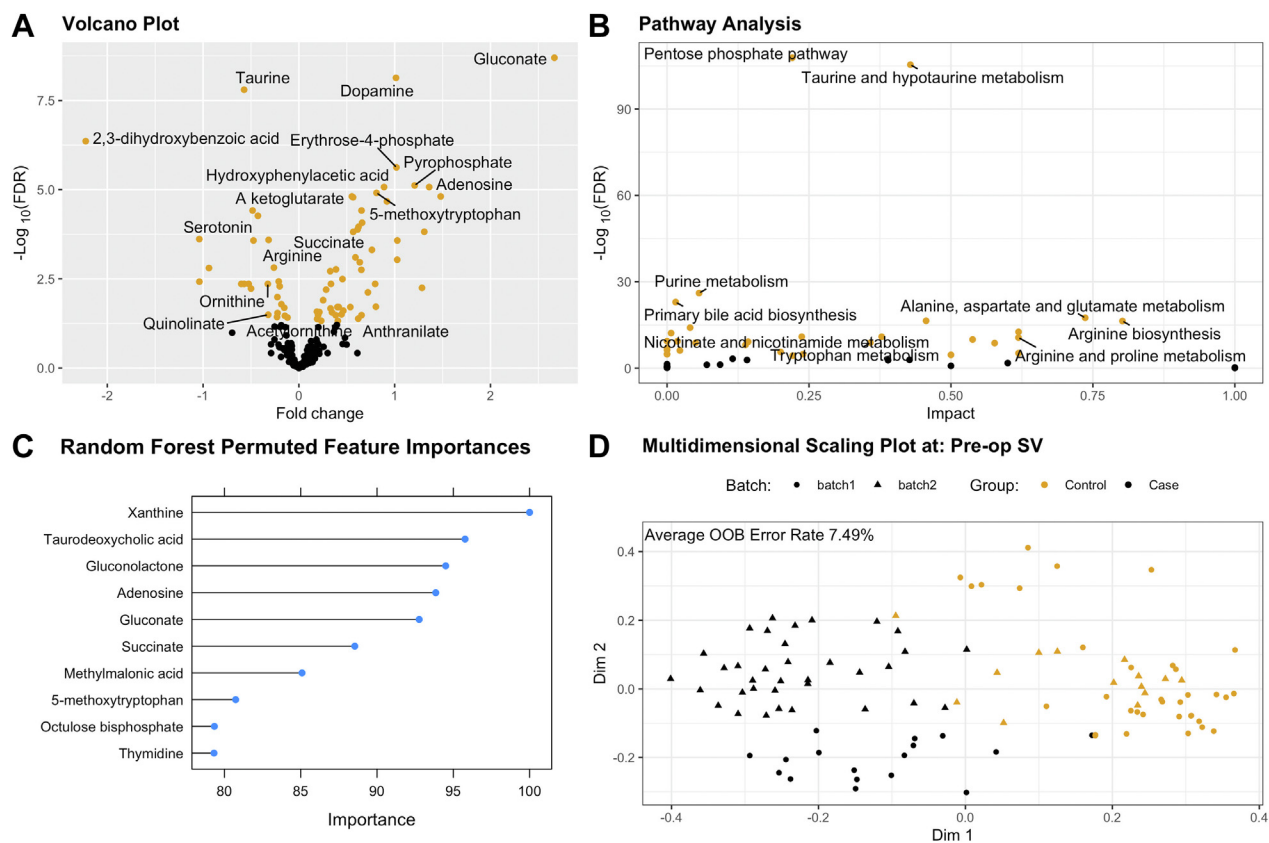 A Volcano Plot
Gluconate
Taurine
Dopamine
2,3-dihydroxybenzoic acid
Erythrose-4-phosphate
Pyrophosphate
Hydroxyphenylacetic acid
Adenosine
A ketoglutarate
5-methoxytryptophan
Serotonin
Succinate
Arginine
Ornithine
Quinolinate
Acetylornithine
Anthranilate
-Log 10(FDR)
7.5
5.0
2.5
0.0
-2 -1 0 1 2
Fold change
B Pathway Analysis
Pentose phosphate pathway
Taurine and hypotaurine metabolism
Purine metabolism
Primary bile acid biosynthesis
Alanine, aspartate and glutamate metabolism
Arginine biosynthesis
Nicotinate and nicotinamide metabolism
Tryptophan metabolism
Arginine and proline metabolism
-Log 10(FDR)
90
60
30
0
0.00 0.25 0.50 0.75 1.00
Impact
C Random Forest Permuted Feature Importances
Xanthine
Taurodeoxycholic acid
Gluconolactone
Adenosine
Gluconate
Succinate
Methylmalonic acid
5-methoxytryptophan
Octulose bisphosphate
Thymidine
80 85 90 95 100
Importance
D Multidimensional Scaling Plot at: Pre-op SV
Batch: batch1 batch2 Group: Control Case
Average OOB Error Rate 7.49%
Dim 2
0.4
0.2
0.0
-0.2
-0.4 -0.2 0.0 0.2 0.4
Dim 1